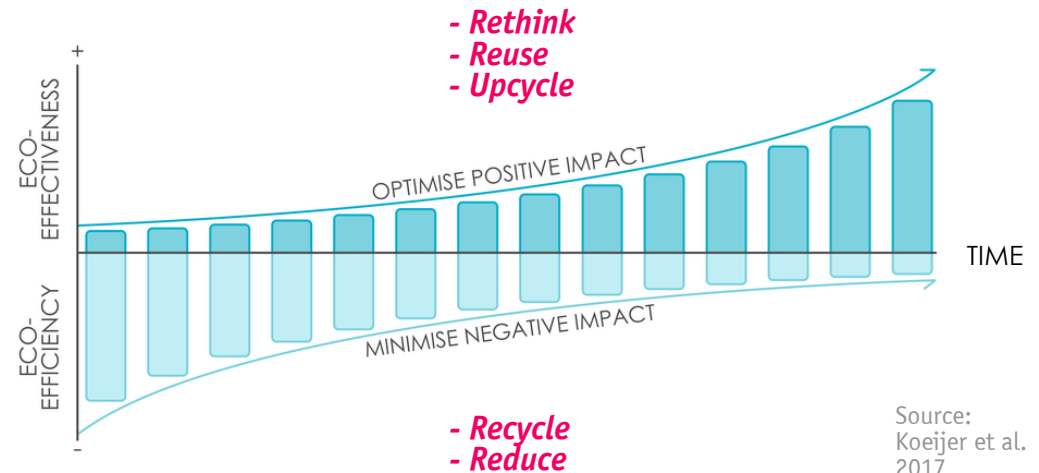 - Rethink
- Reuse
- Upcycle
+
ECO-
EFFECTIVENESS
OPTIMISE POSITIVE IMPACT
TIME
ECO-
EFFICIENCY
MINIMISE NEGATIVE IMPACT
-
- Recycle
- Reduce
Source:
Koeijer et al.
2017